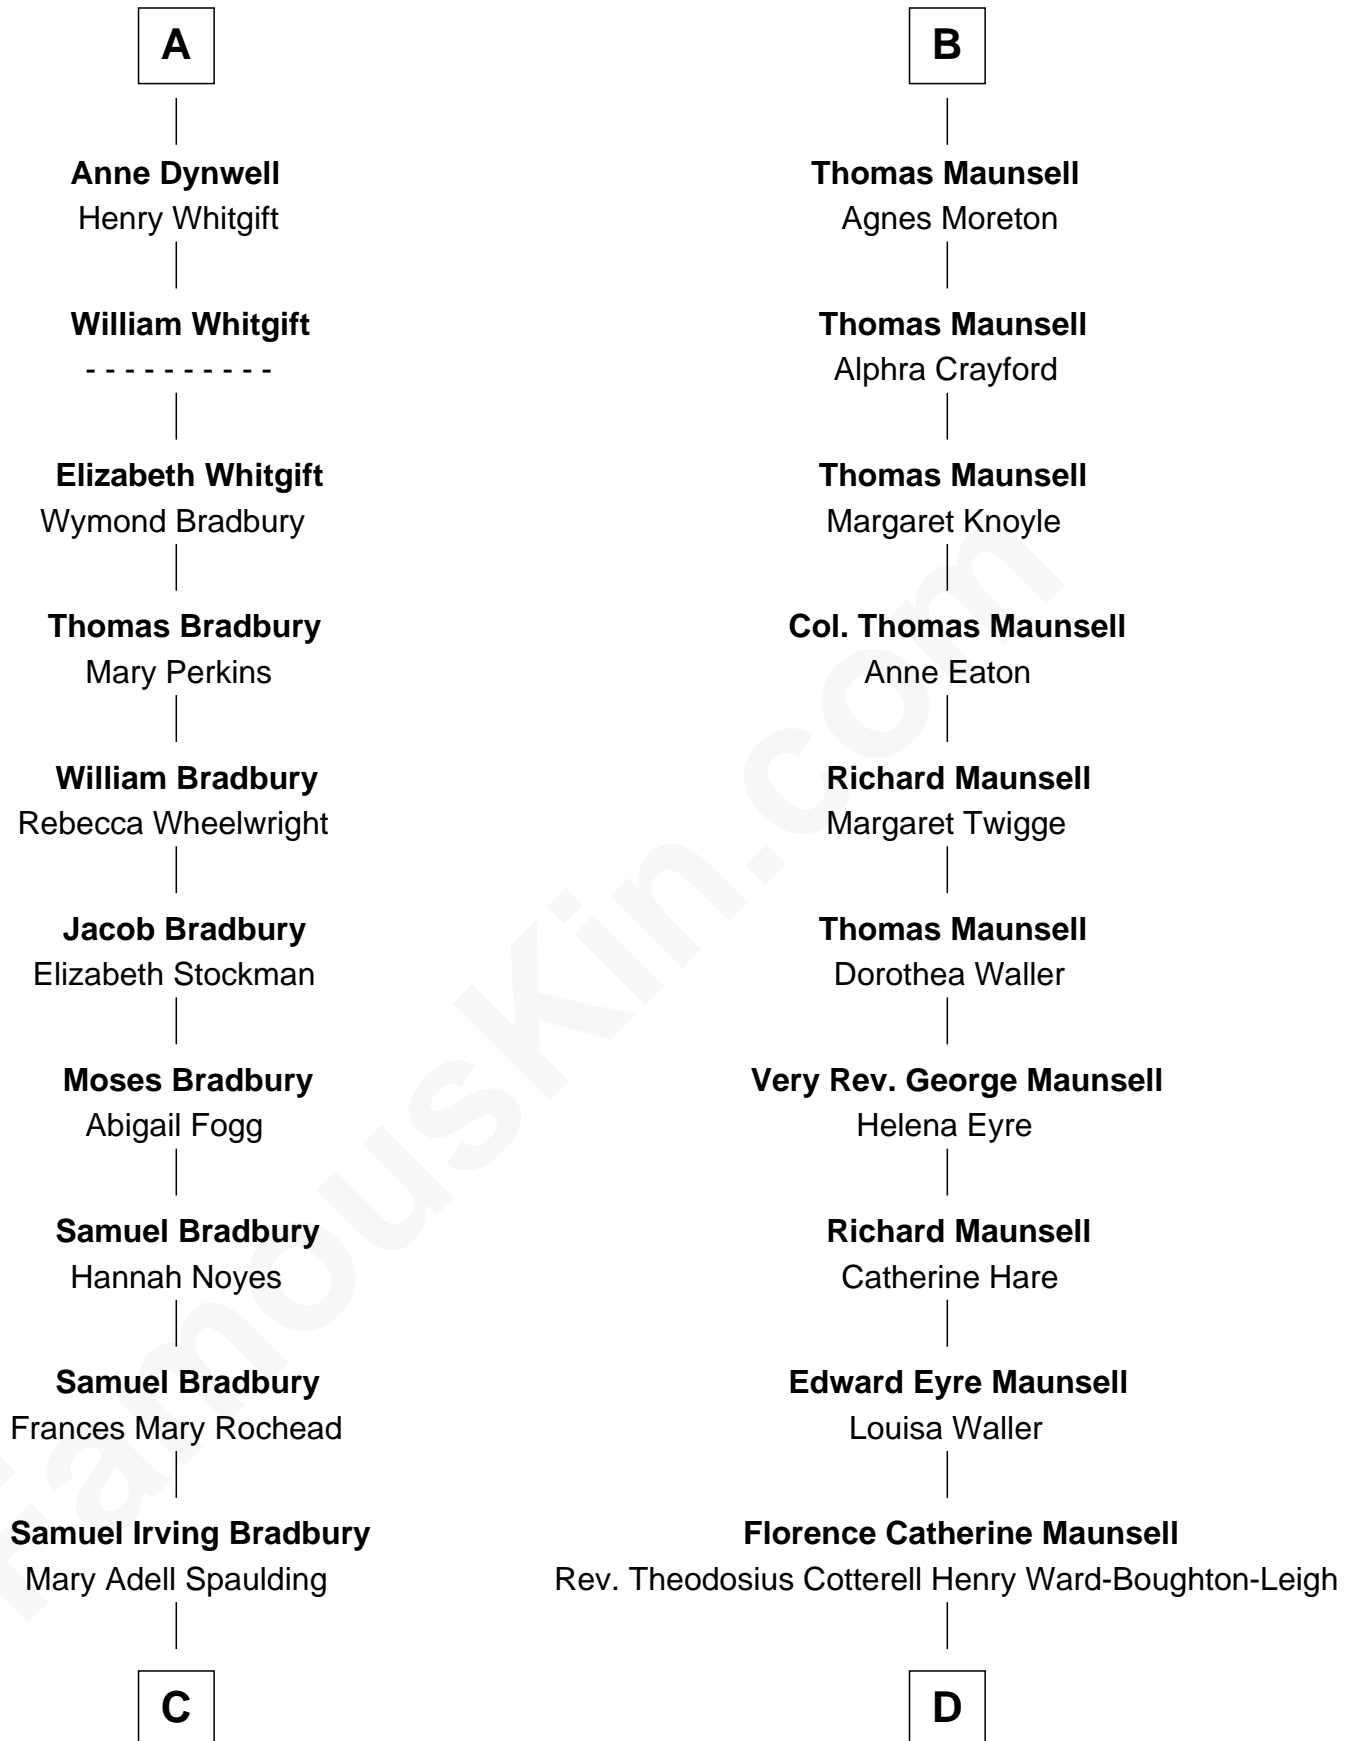 A
Anne Dynwell
Henry Whitgift
William Whitgift
- - - - - - - - - -
Elizabeth Whitgift
Wymond Bradbury
Thomas Bradbury
Mary Perkins
William Bradbury
Rebecca Wheelwright
Jacob Bradbury
Elizabeth Stockman
Moses Bradbury
Abigail Fogg
Samuel Bradbury
Hannah Noyes
Samuel Bradbury
Frances Mary Rochead
Samuel Irving Bradbury
Mary Adell Spaulding
C
B
Thomas Maunsell
Agnes Moreton
Thomas Maunsell
Alphra Crayford
Thomas Maunsell
Margaret Knoyle
Col. Thomas Maunsell
Anne Eaton
Richard Maunsell
Margaret Twigge
Thomas Maunsell
Dorothea Waller
Very Rev. George Maunsell
Helena Eyre
Richard Maunsell
Catherine Hare
Edward Eyre Maunsell
Louisa Waller
Florence Catherine Maunsell
Rev. Theodosius Cotterell Henry Ward-Boughton-Leigh
D
FamousKin.com